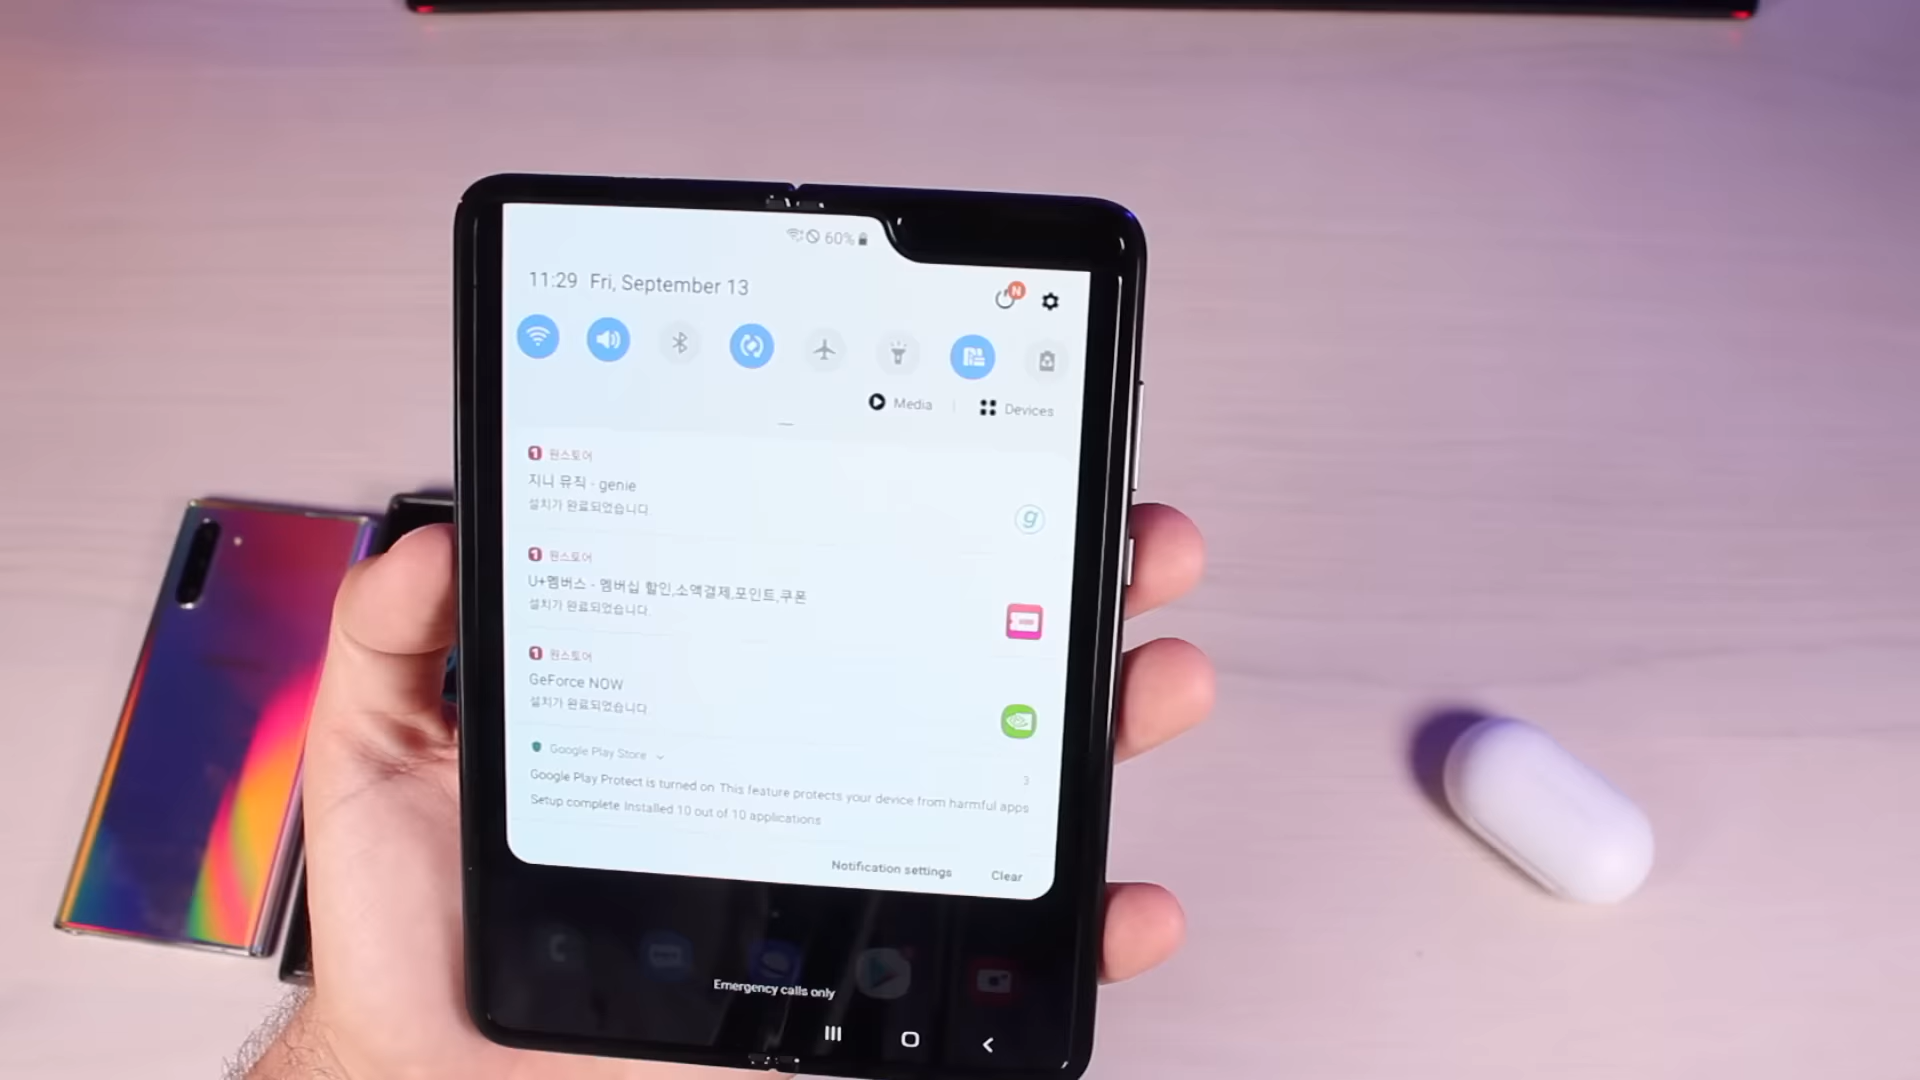 60%
11:29 Fri, September 13
N
Media
Devices
1 원스토어
지니 뮤직 - genie
설치가 완료되었습니다.
g
1 원스토어
U+멤버스 - 멤버십 할인,소액결제,포인트,쿠폰
설치가 완료되었습니다.
1 원스토어
GeForce NOW
설치가 완료되었습니다.
Google Play Store
3
Google Play Protect is turned on This feature protects your device from harmful apps
Setup complete Installed 10 out of 10 applications
Notification settings
Clear
Emergency calls only